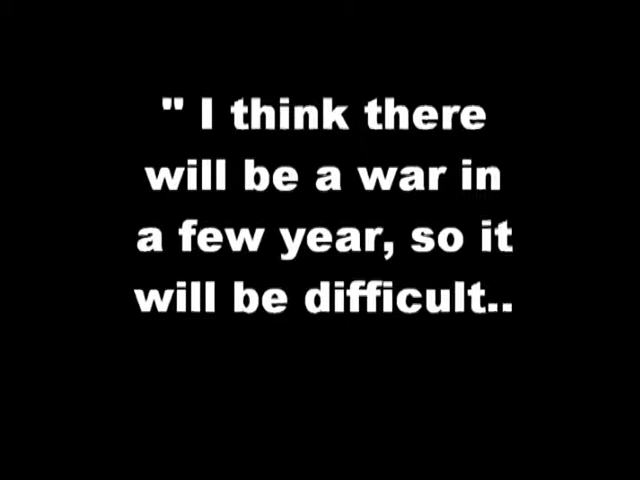 " I think there
will be a war in
a few year, so it
will be difficult..